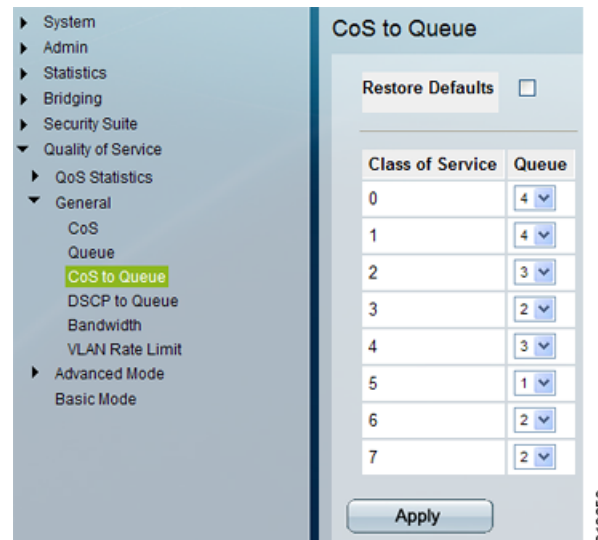 System
Admin
Statistics
Bridging
Security Suite
Quality of Service
QoS Statistics
General
CoS
Queue
CoS to Queue
DSCP to Queue
Bandwidth
VLAN Rate Limit
Advanced Mode
Basic Mode
CoS to Queue
Restore Defaults
Class of Service Queue
0 4
1 4
2 3
3 2
4 3
5 1
6 2
7 2
Apply